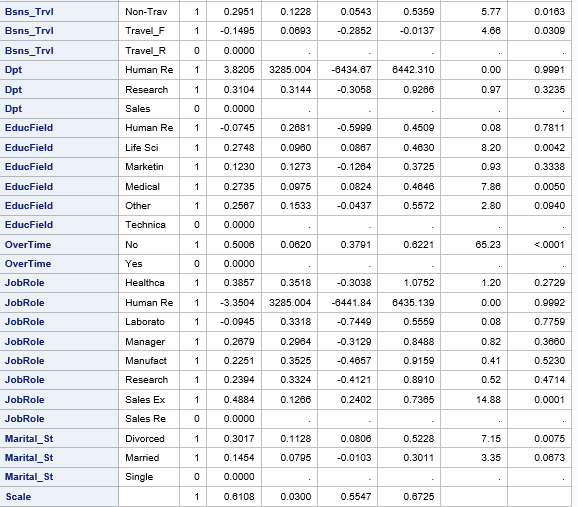 Bsns_Trvl Non-Trav 1 0.2951 0.1228 0.0543 0.5359 5.77 0.0163
Bsns_Trvl Travel_F 1 -0.1495 0.0693 -0.2852 -0.0137 4.66 0.0309
Bsns_Trvl Travel_R 0 0.0000 . . . . .
Dpt Human Re 1 3.8205 3285.004 -6434.67 6442.310 0.00 0.9991
Dpt Research 1 0.3104 0.3144 -0.3058 0.9266 0.97 0.3235
Dpt Sales 0 0.0000 . . . . .
EducField Human Re 1 -0.0745 0.2681 -0.5999 0.4509 0.08 0.7811
EducField Life Sci 1 0.2748 0.0960 0.0867 0.4630 8.20 0.0042
EducField Marketin 1 0.1230 0.1273 -0.1264 0.3725 0.93 0.3338
EducField Medical 1 0.2735 0.0975 0.0824 0.4646 7.86 0.0050
EducField Other 1 0.2567 0.1533 -0.0437 0.5572 2.80 0.0940
EducField Technica 0 0.0000 . . . . .
OverTime No 1 0.5006 0.0620 0.3791 0.6221 65.23 <.0001
OverTime Yes 0 0.0000 . . . . .
JobRole Healthca 1 0.3857 0.3518 -0.3038 1.0752 1.20 0.2729
JobRole Human Re 1 -3.3504 3285.004 -6441.84 6435.139 0.00 0.9992
JobRole Laborato 1 -0.0945 0.3318 -0.7449 0.5559 0.08 0.7759
JobRole Manager 1 0.2679 0.2964 -0.3129 0.8488 0.82 0.3660
JobRole Manufact 1 0.2251 0.3525 -0.4657 0.9159 0.41 0.5230
JobRole Research 1 0.2394 0.3324 -0.4121 0.8910 0.52 0.4714
JobRole Sales Ex 1 0.4884 0.1266 0.2402 0.7365 14.88 0.0001
JobRole Sales Re 0 0.0000 . . . . .
Marital_St Divorced 1 0.3017 0.1128 0.0806 0.5228 7.15 0.0075
Marital_St Married 1 0.1454 0.0795 -0.0103 0.3011 3.35 0.0673
Marital_St Single 0 0.0000 . . . . .
Scale 1 0.6108 0.0300 0.5547 0.6725